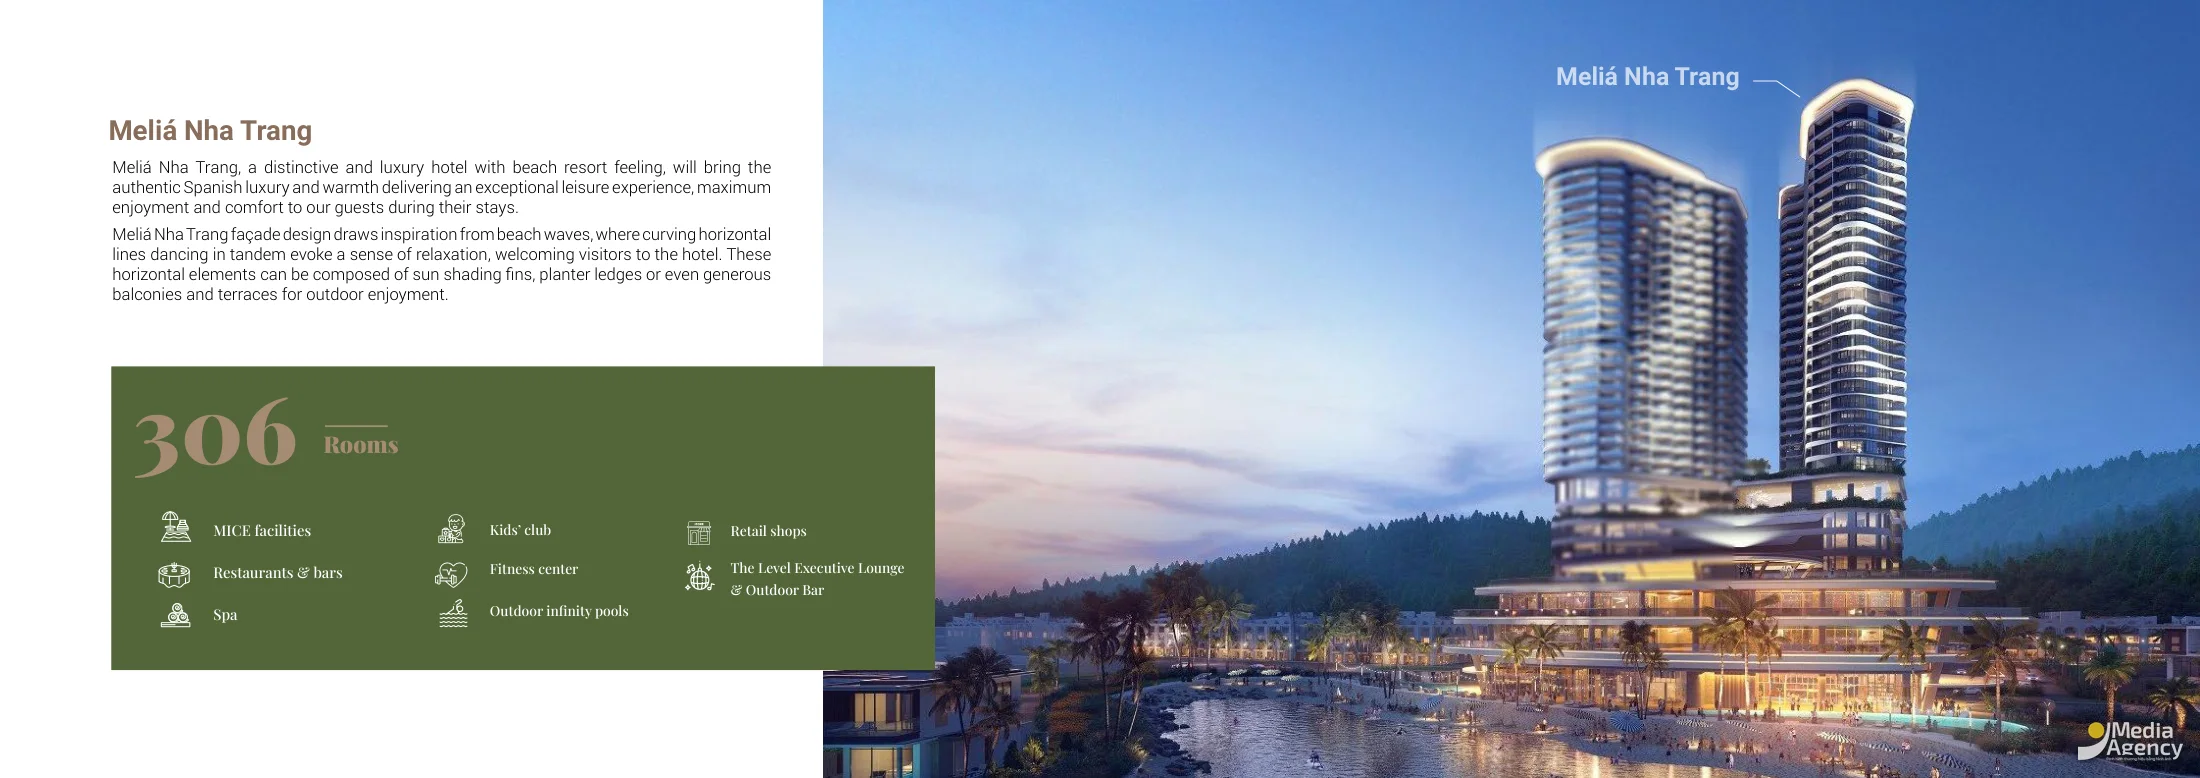 Meliá Nha Trang
Meliá Nha Trang, a distinctive and luxury hotel with beach resort feeling, will bring the
authentic Spanish luxury and warmth delivering an exceptional leisure experience, maximum
enjoyment and comfort to our guests during their stays.
Meliá Nha Trang façade design draws inspiration from beach waves, where curving horizontal
lines dancing in tandem evoke a sense of relaxation, welcoming visitors to the hotel. These
horizontal elements can be composed of sun shading fins, planter ledges or even generous
balconies and terraces for outdoor enjoyment.
306 Rooms
MICE facilities
Restaurants & bars
Spa
Kids' club
Fitness center
Outdoor infinity pools
Retail shops
The Level Executive Lounge
& Outdoor Bar
Meliá Nha Trang
Media
Agency